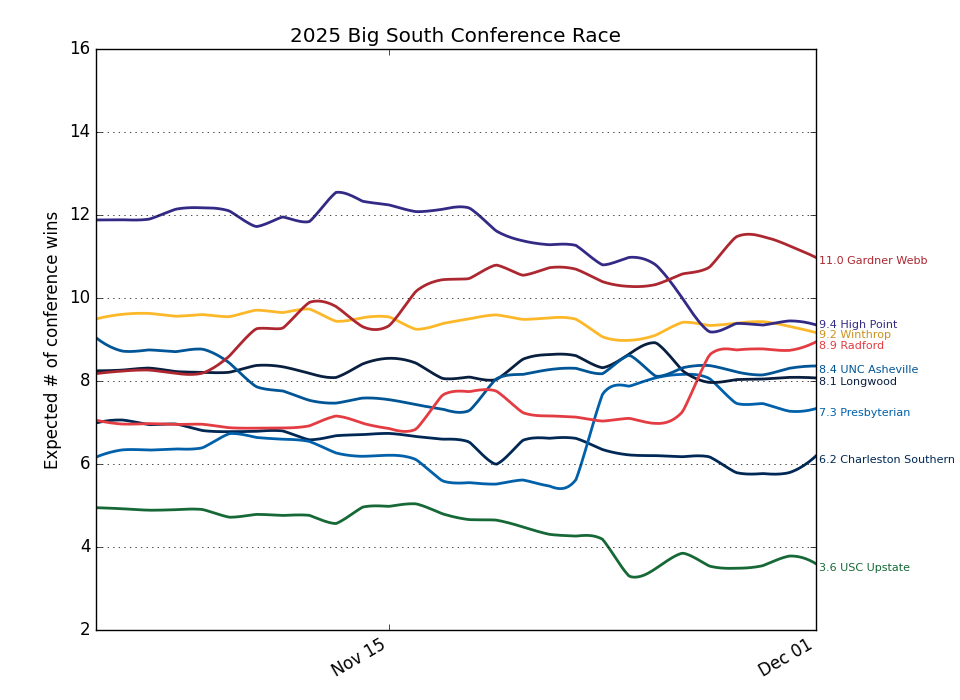 2025 Big South Conference Race
Expected # of conference wins
16
14
12
10
8
6
4
2
11.0 Gardner Webb
9.4 High Point
9.2 Winthrop
8.9 Radford
8.4 UNC Asheville
8.1 Longwood
7.3 Presbyterian
6.2 Charleston Southern
3.6 USC Upstate
Nov 15
Dec 01